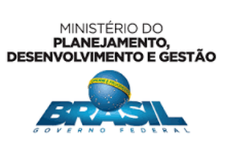 MINISTÉRIO DO
PLANEJAMENTO,
DESENVOLVIMENTO E GESTÃO
BRASIL
GOVERNO FEDERAL